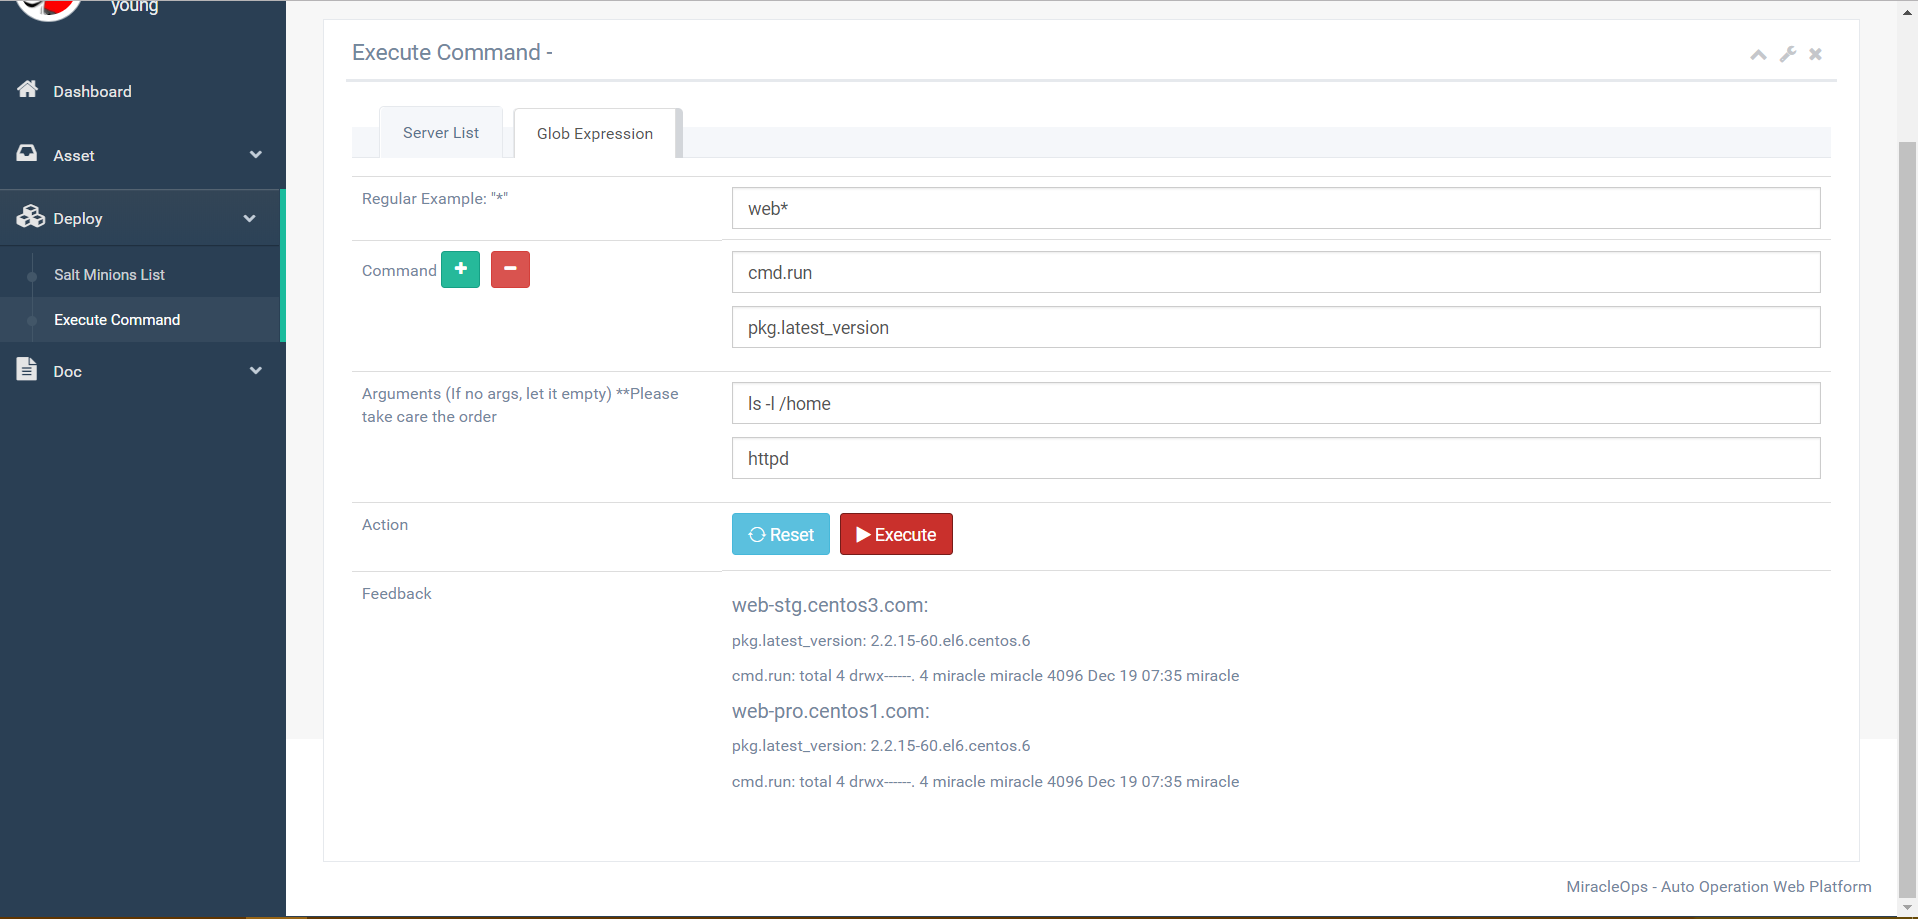 young
Dashboard
Asset
Deploy
Salt Minions List
Execute Command
Doc
Execute Command -
Server List
Glob Expression
Regular Example: "*"
web*
Command
cmd.run
pkg.latest_version
Arguments (If no args, let it empty) **Please
take care the order
ls -l /home
httpd
Action
Reset
Execute
Feedback
web-stg.centos3.com:
pkg.latest_version: 2.2.15-60.el6.centos.6
cmd.run: total 4 drwx------. 4 miracle miracle 4096 Dec 19 07:35 miracle
web-pro.centos1.com:
pkg.latest_version: 2.2.15-60.el6.centos.6
cmd.run: total 4 drwx------. 4 miracle miracle 4096 Dec 19 07:35 miracle
MiracleOps - Auto Operation Web Platform